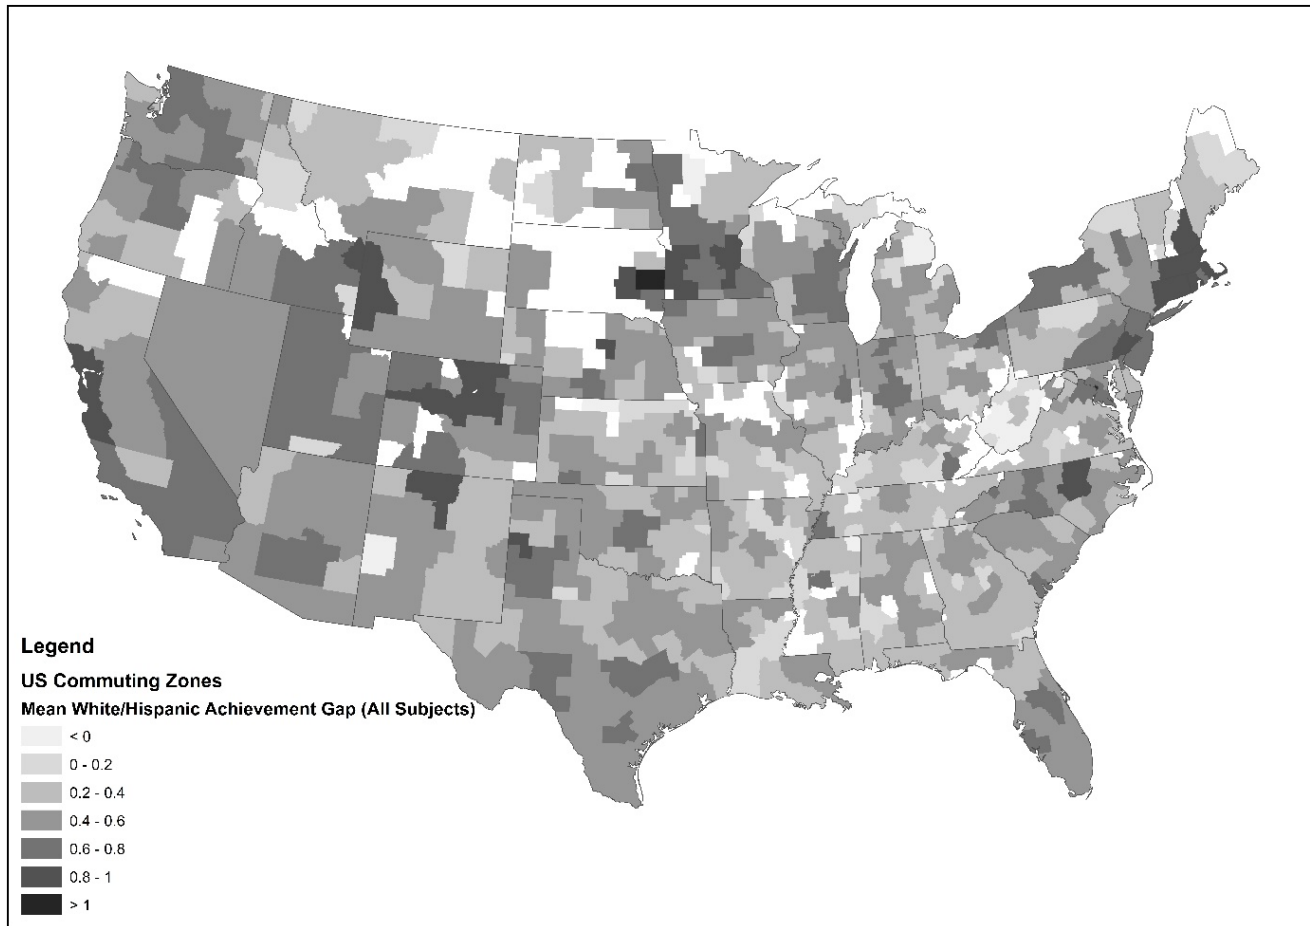 Legend
US Commuting Zones
Mean White/Hispanic Achievement Gap (All Subjects)
< 0
0 - 0.2
0.2 - 0.4
0.4 - 0.6
0.6 - 0.8
0.8 - 1
> 1